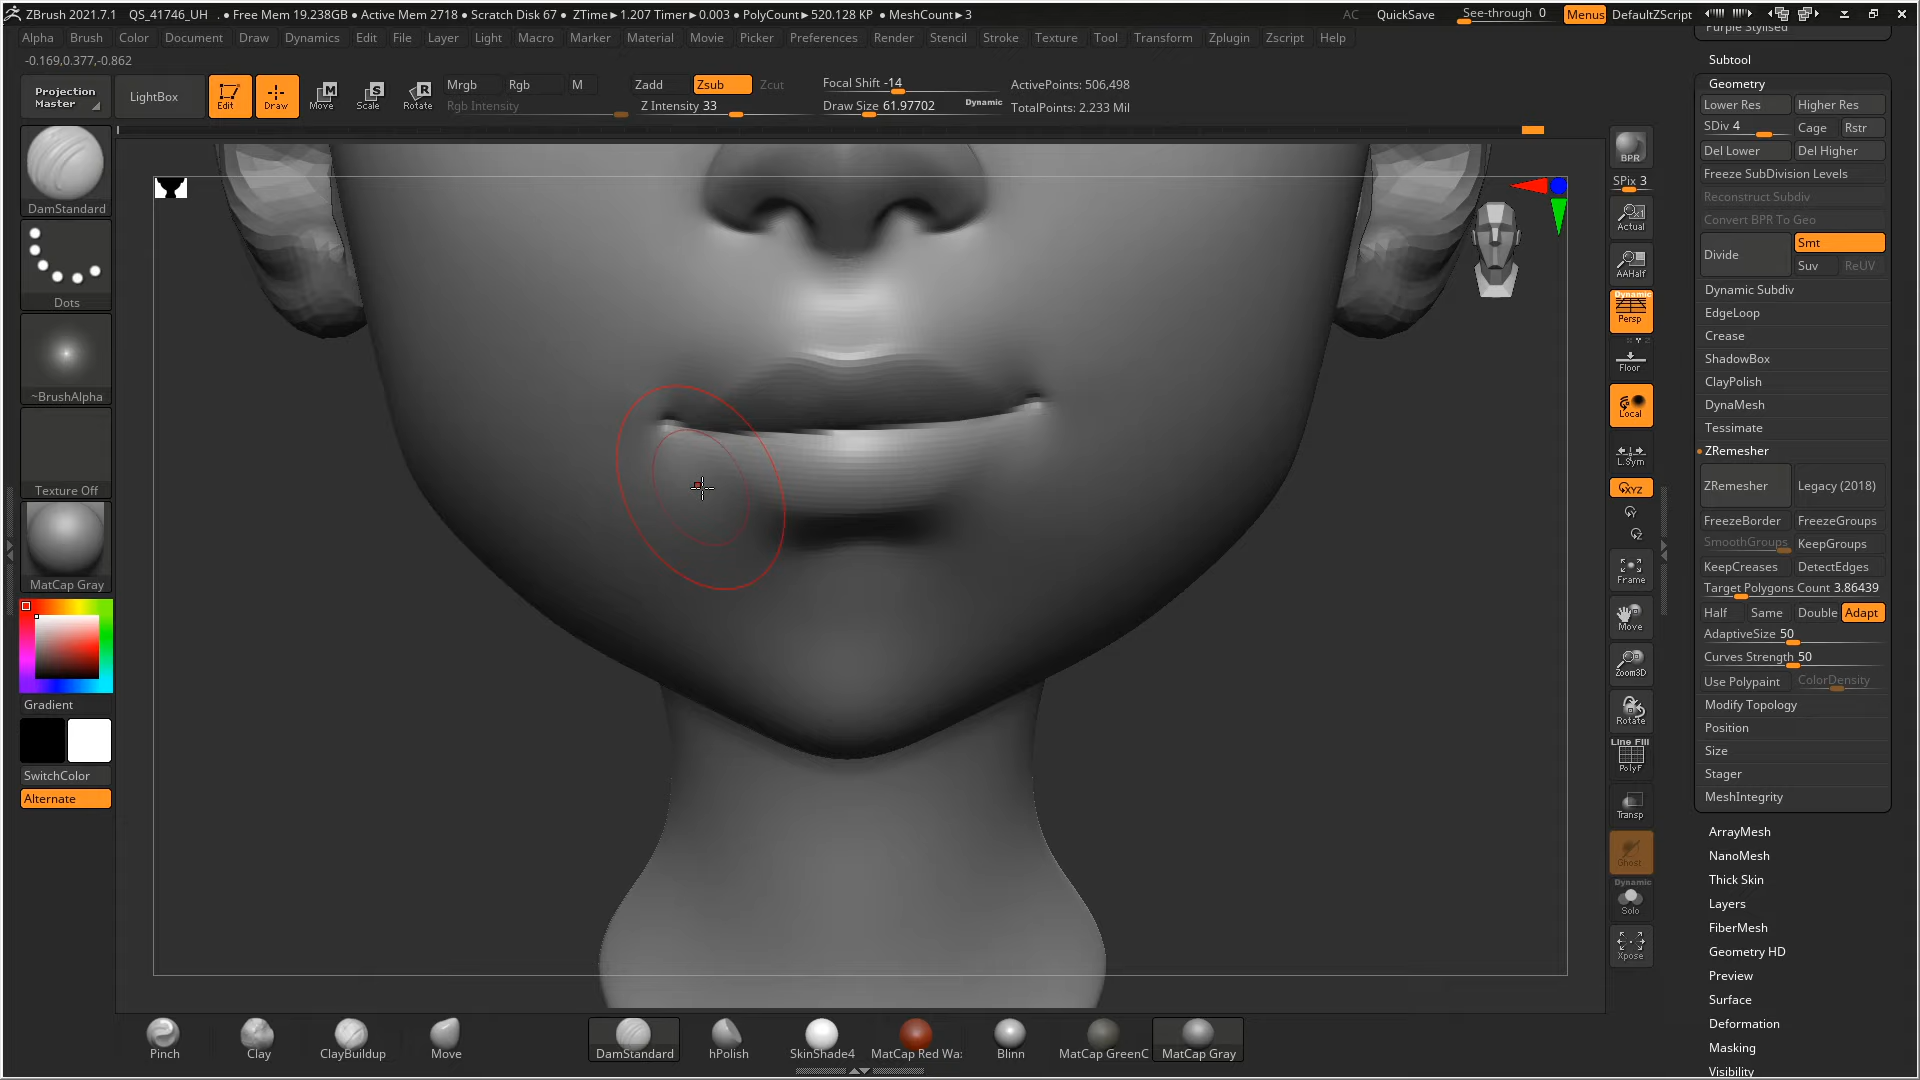 ZBrush 2021.7.1 QS_41746_UH . • Free Mem 19.238GB • Active Mem 2718 • Scratch Disk 67 • ZTime►1.207 Timer►0.003 • PolyCount►520.128 KP • MeshCount►3 AC QuickSave See-through 0 Menus DefaultZScript
Alpha Brush Color Document Draw Dynamics Edit File Layer Light Macro Marker Material Movie Picker Preferences Render Stencil Stroke Texture Tool Transform Zplugin Zscript Help
-0.169,0.377,-0.862
Projection Master
LightBox
Edit
Draw
Move
Scale
Rotate
Mrgb Rgb M
Rgb Intensity
Zadd Zsub Zcut
Z Intensity 33
Focal Shift -14
Draw Size 61.97702 Dynamic
ActivePoints: 506,498
TotalPoints: 2.233 Mil
DamStandard
Dots
~BrushAlpha
Texture Off
MatCap Gray
Gradient
SwitchColor
Alternate
BPR
SPix 3
Actual
AAHalf
Dynamic
Persp
Floor
Local
L.Sym
XYZ
Y
Z
Frame
Move
Zoom3D
Rotate
Line Fill
PolyF
Transp
Ghost
Dynamic
Solo
Xpose
Purple Stylised
Subtool
Geometry
Lower Res Higher Res
SDiv 4 Cage Rstr
Del Lower Del Higher
Freeze SubDivision Levels
Reconstruct Subdiv
Convert BPR To Geo
Divide Smt
Suv ReUV
Dynamic Subdiv
EdgeLoop
Crease
ShadowBox
ClayPolish
DynaMesh
Tessimate
ZRemesher
ZRemesher Legacy (2018)
FreezeBorder FreezeGroups
SmoothGroups KeepGroups
KeepCreases DetectEdges
Target Polygons Count 3.86439
Half Same Double Adapt
AdaptiveSize 50
Curves Strength 50
Use Polypaint ColorDensity
Modify Topology
Position
Size
Stager
MeshIntegrity
ArrayMesh
NanoMesh
Thick Skin
Layers
FiberMesh
Geometry HD
Preview
Surface
Deformation
Masking
Visibility
Pinch Clay ClayBuildup Move DamStandard hPolish SkinShade4 MatCap Red Wa: Blinn MatCap GreenC MatCap Gray